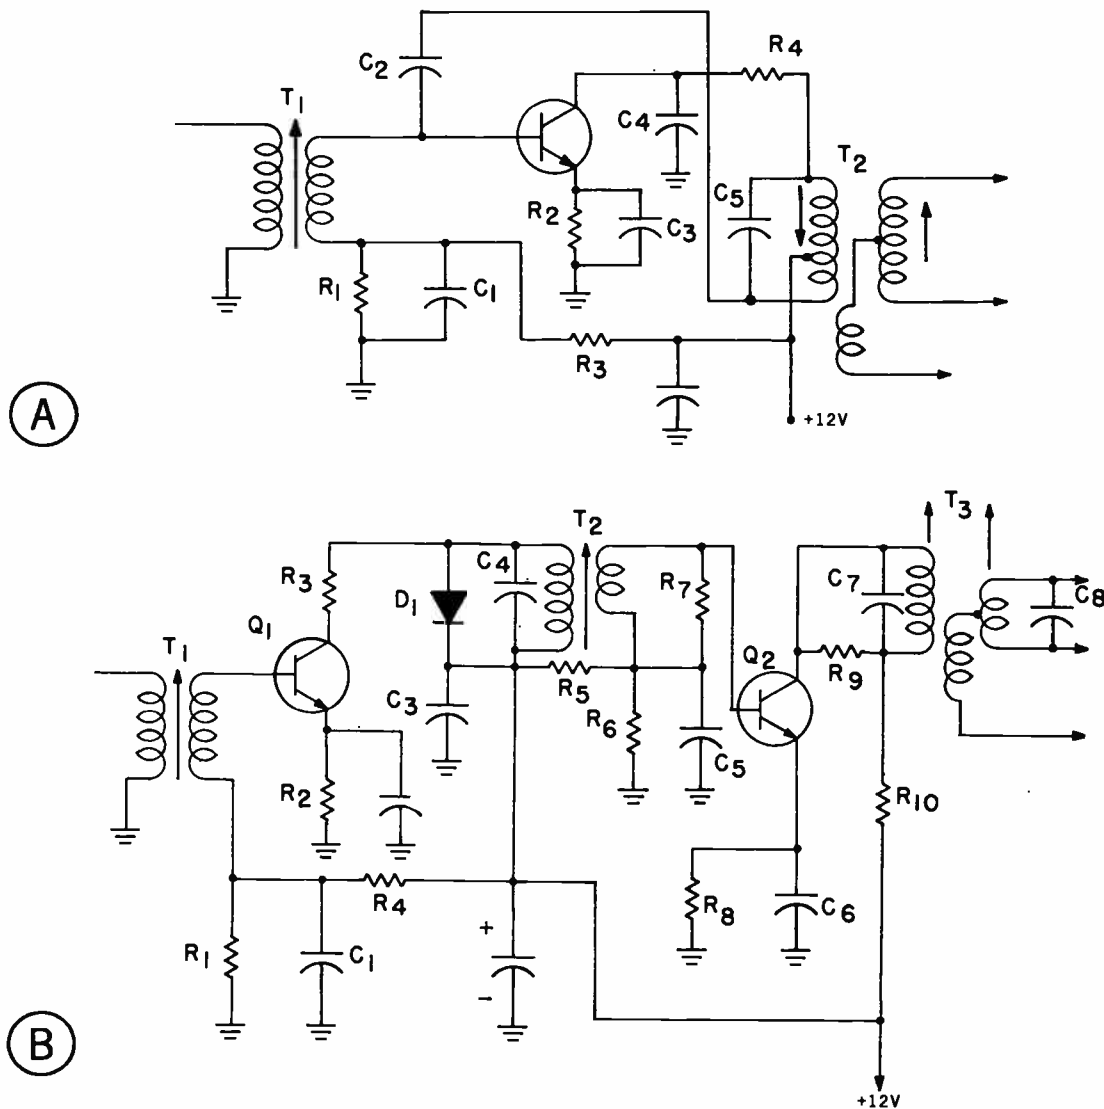 C2
R4
T1
C4
T2
C5
R2
C3
R1
C1
R3
A
+12V
T3
T2
C4
R7
C7
R3
D1
C8
Q1
T1
Q2
R9
R5
C3
R6
C5
R2
R10
R4
R8
C6
+
R1
C1
-
B
+12V